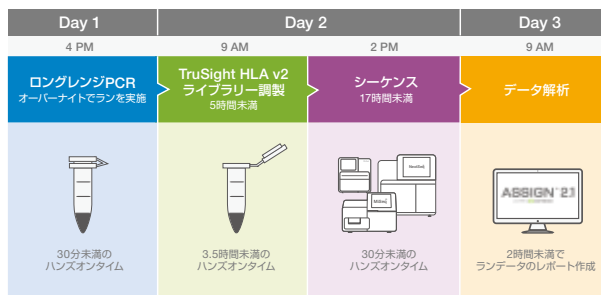 Day 1
Day 2
Day 3
4 PM
9 AM
2 PM
9 AM
ロングレンジPCR
オーバーナイトでランを実施
TruSight HLA v2
ライブラリー調製
5時間未満
シーケンス
17時間未満
データ解析
NextSeq
MiSeq
ASSIGN™ 2.1
30分未満の
ハンズオンタイム
3.5時間未満の
ハンズオンタイム
30分未満の
ハンズオンタイム
2時間未満で
ランデータのレポート作成